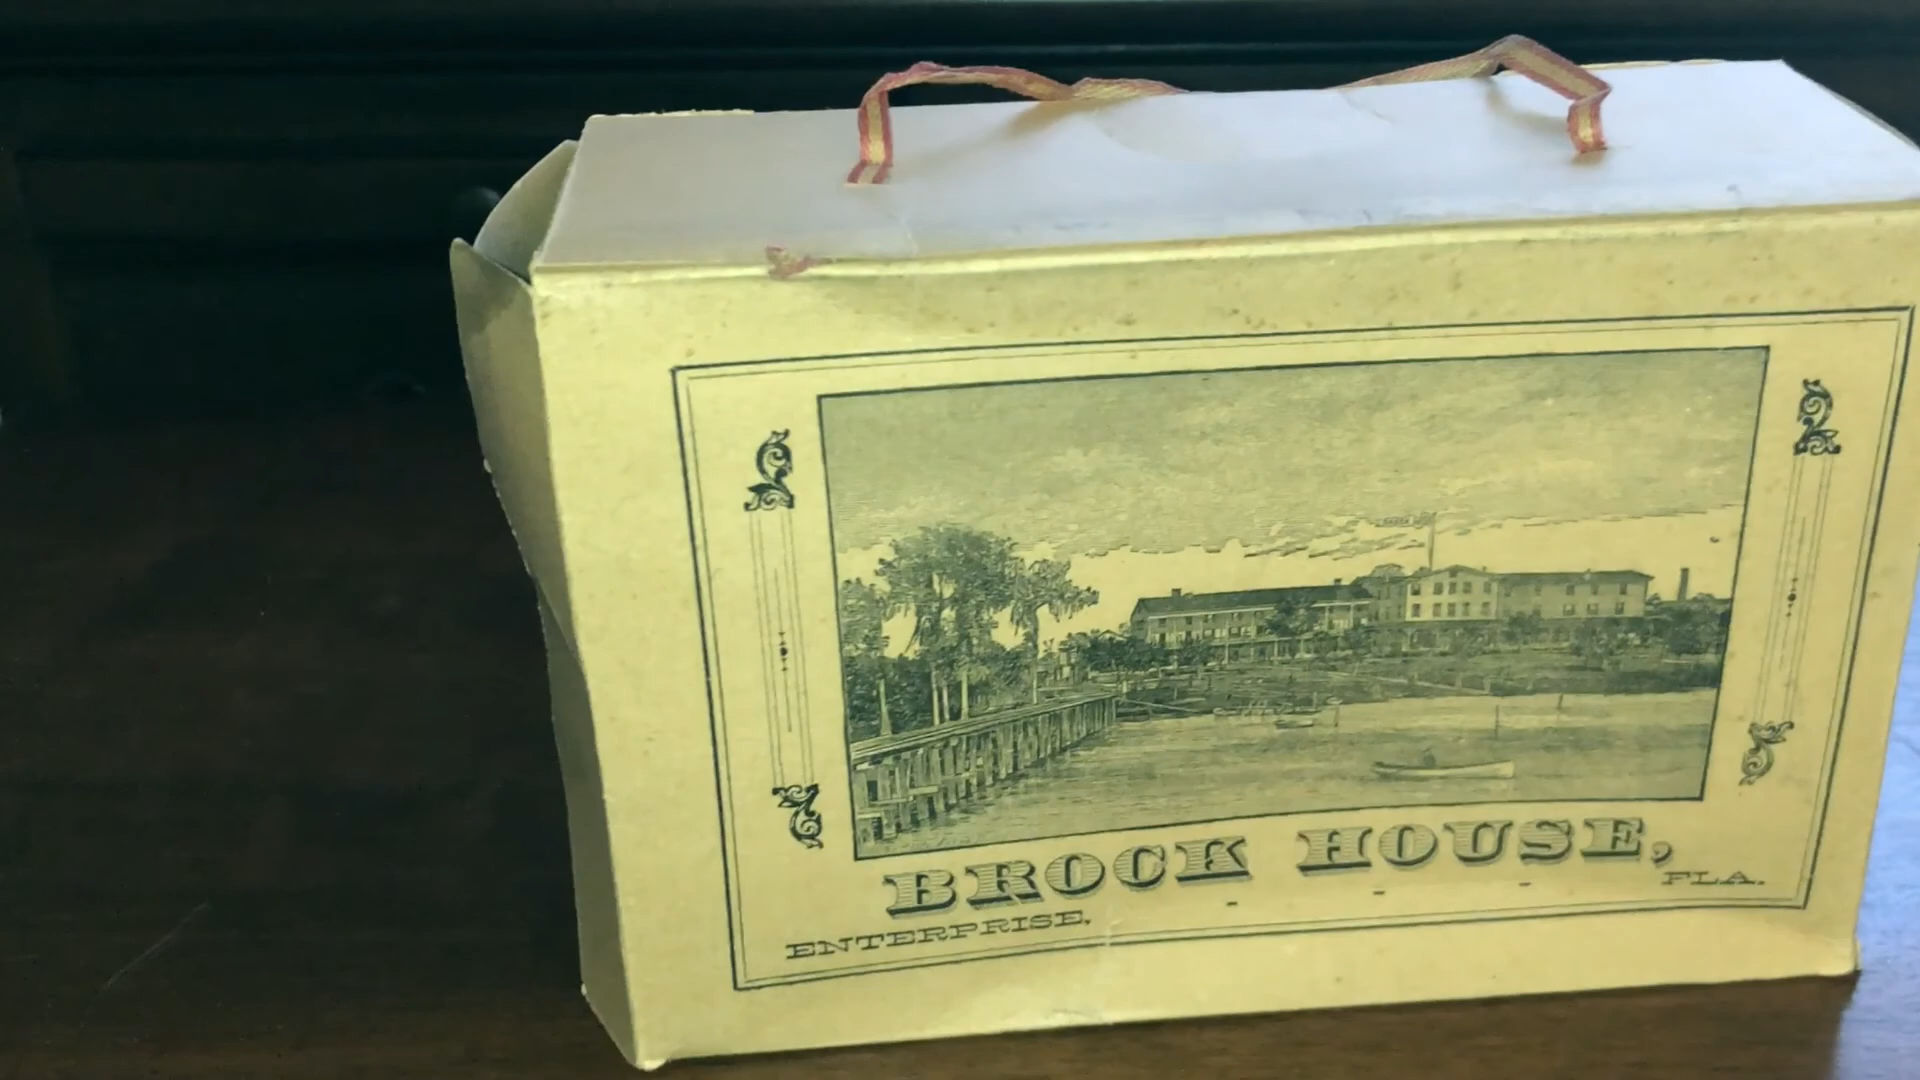 BROCK HOUSE,
ENTERPRISE, - - - FLA.